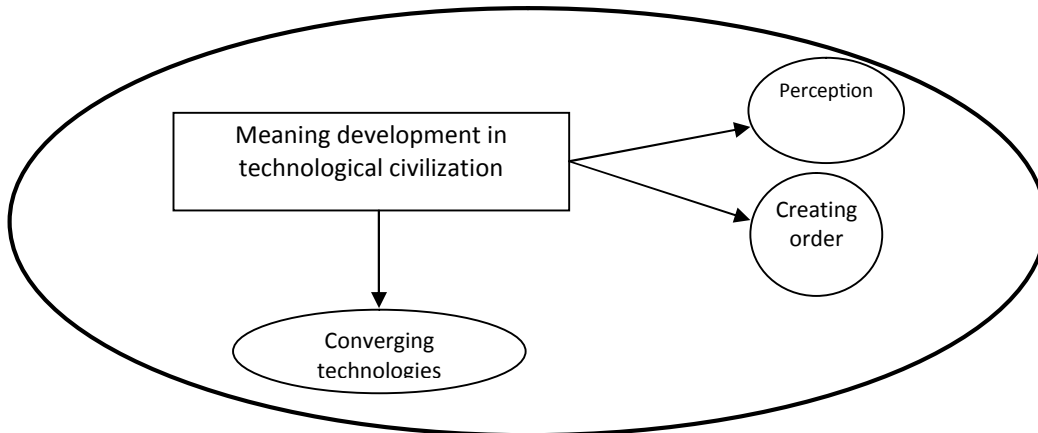 Perception
Meaning development in
technological civilization
Creating
order
Converging
technologies